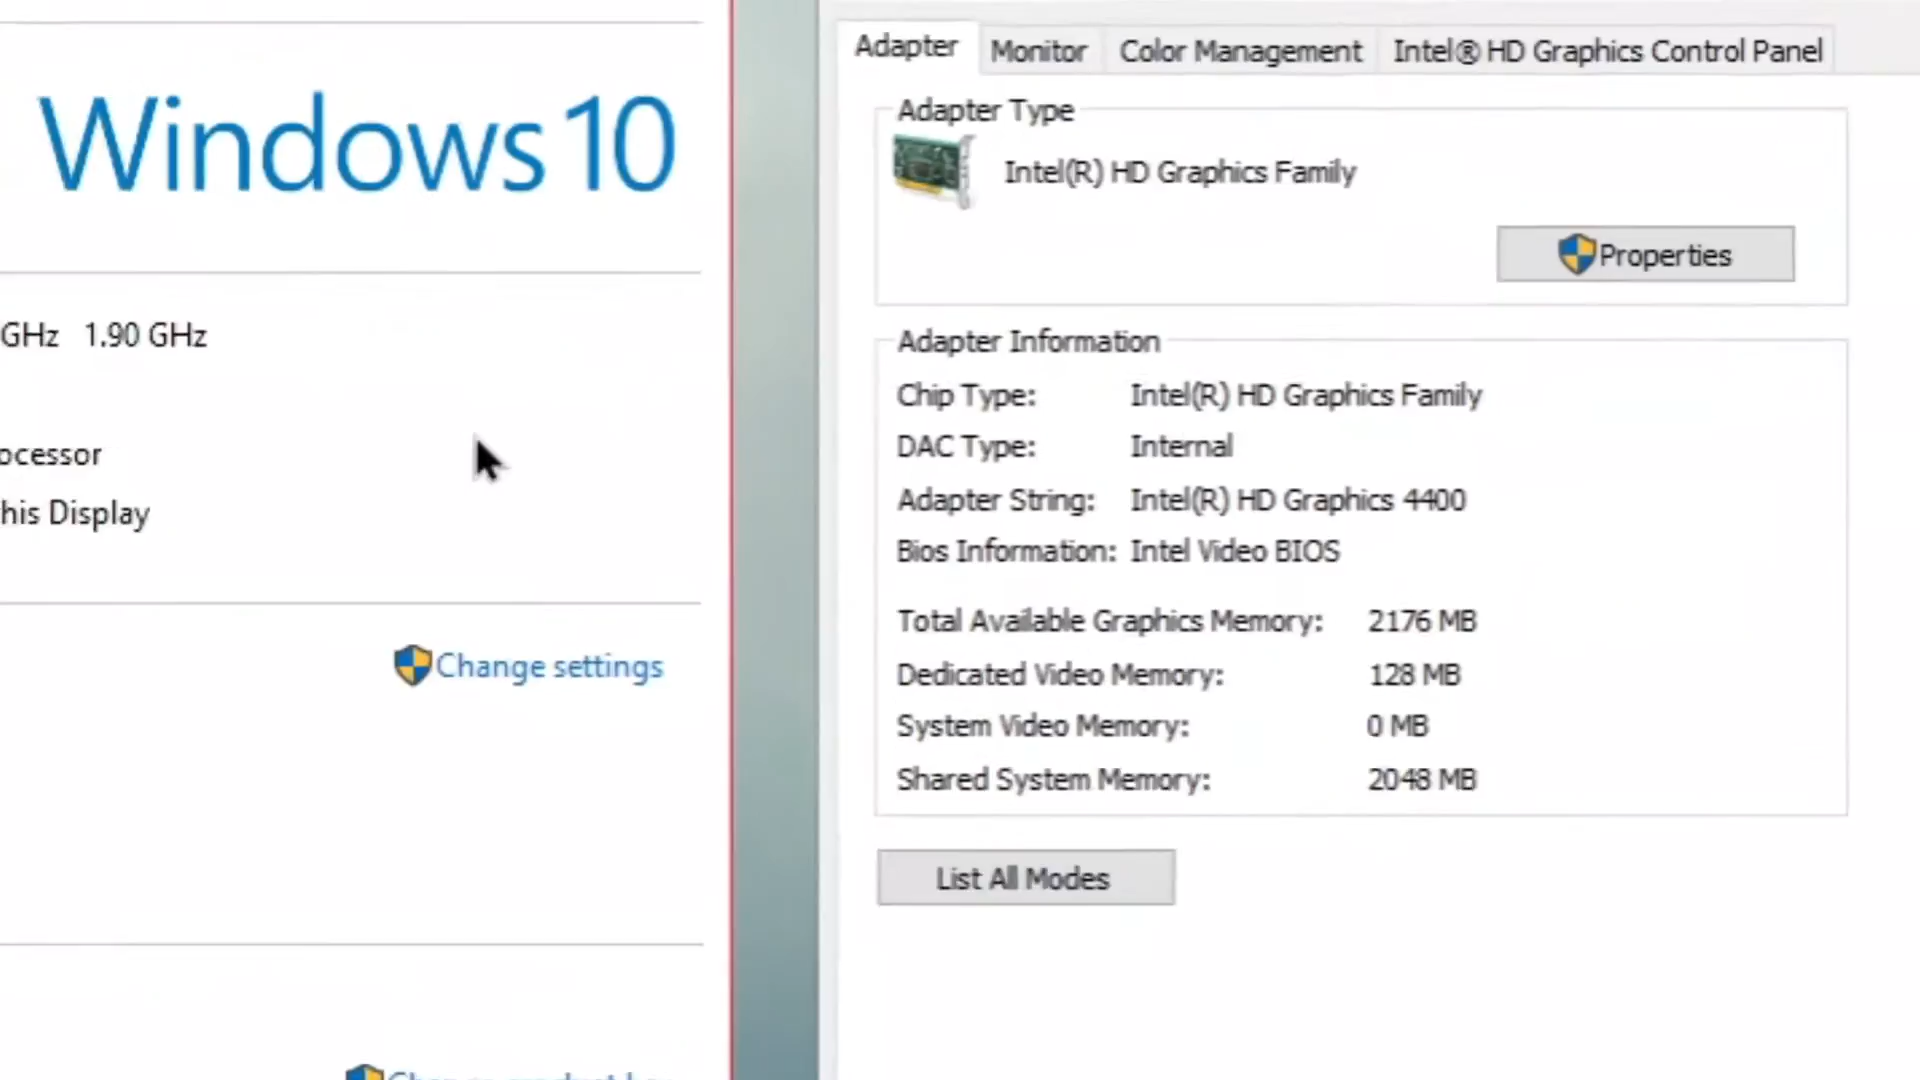 Windows 10
GHz 1.90 GHz
ocessor
his Display
Change settings
Adapter
Monitor
Color Management
Intel® HD Graphics Control Panel
Adapter Type
Intel(R) HD Graphics Family
Properties
Adapter Information
Chip Type: Intel(R) HD Graphics Family
DAC Type: Internal
Adapter String: Intel(R) HD Graphics 4400
Bios Information: Intel Video BIOS
Total Available Graphics Memory: 2176 MB
Dedicated Video Memory: 128 MB
System Video Memory: 0 MB
Shared System Memory: 2048 MB
List All Modes